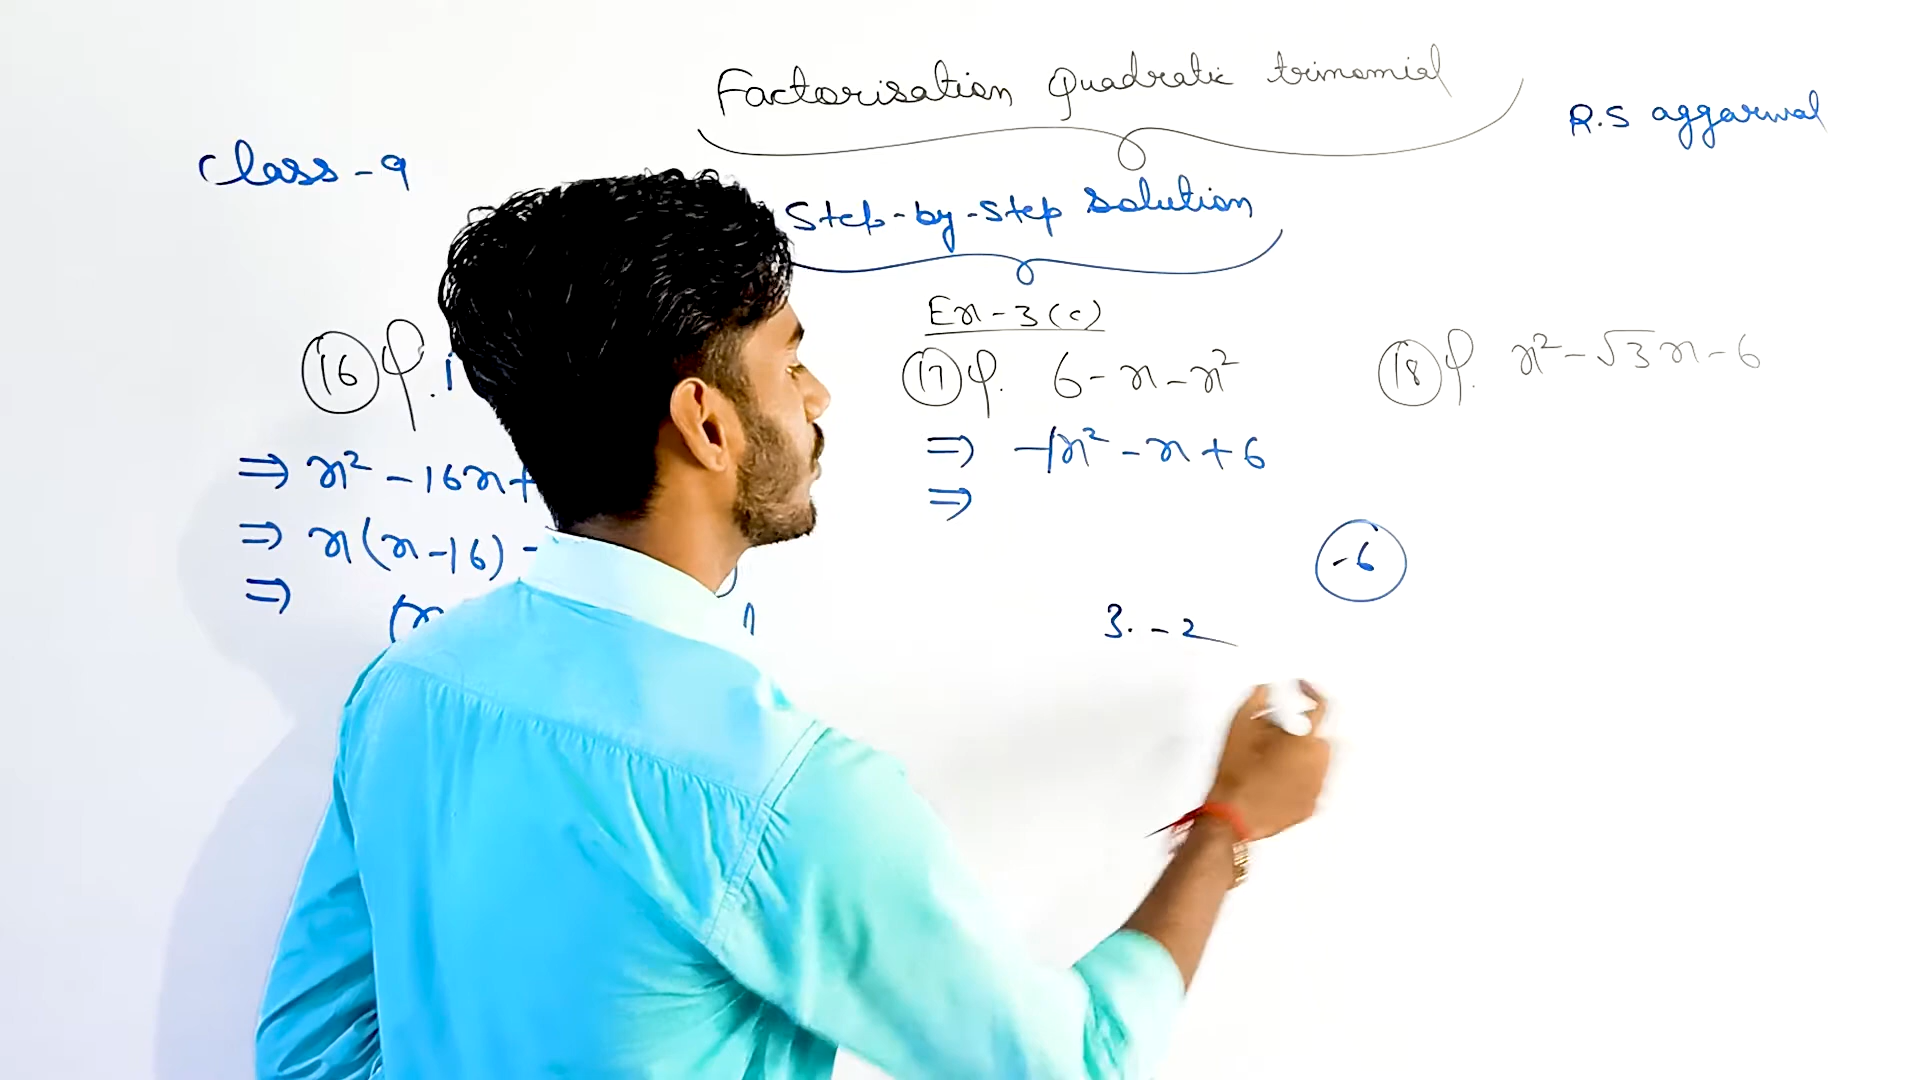 Factorisation Quadratic trinomial
R.S aggarwal
Class - 9
Step-by-step solution
Ex - 3(c)
16 φ.
⇒ x² - 16x +
⇒ x(x-16) -
⇒ (x
17 φ. 6 - x - x²
⇒ -1x² - x + 6
⇒
-6
3. -2
18 φ. x² - √3x - 6